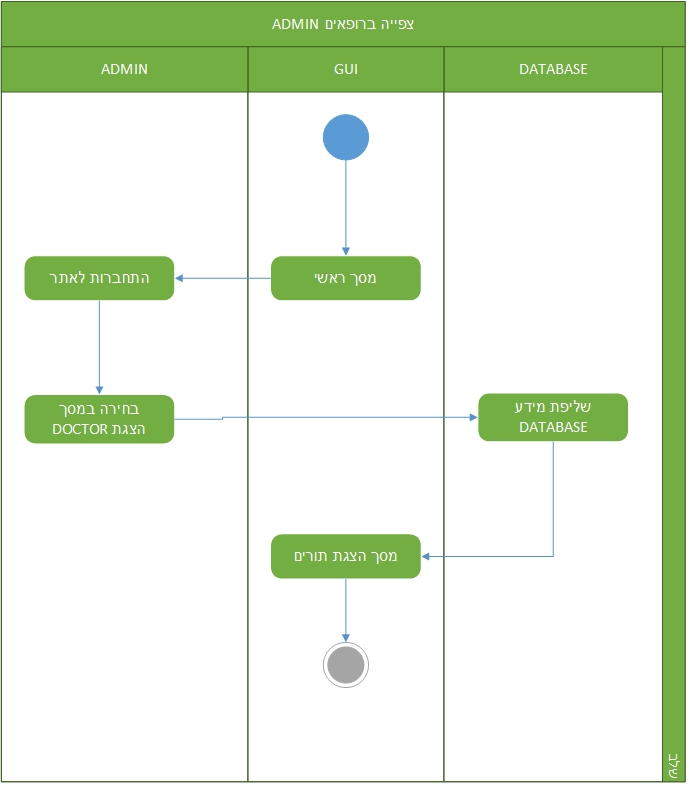 צפייה ברופאים ADMIN
ADMIN
GUI
DATABASE
מסך ראשי
התחברות לאתר
בחירה במסך
הצגת DOCTOR
שליפת מידע
DATABASE
מסך הצגת תורים
שלב